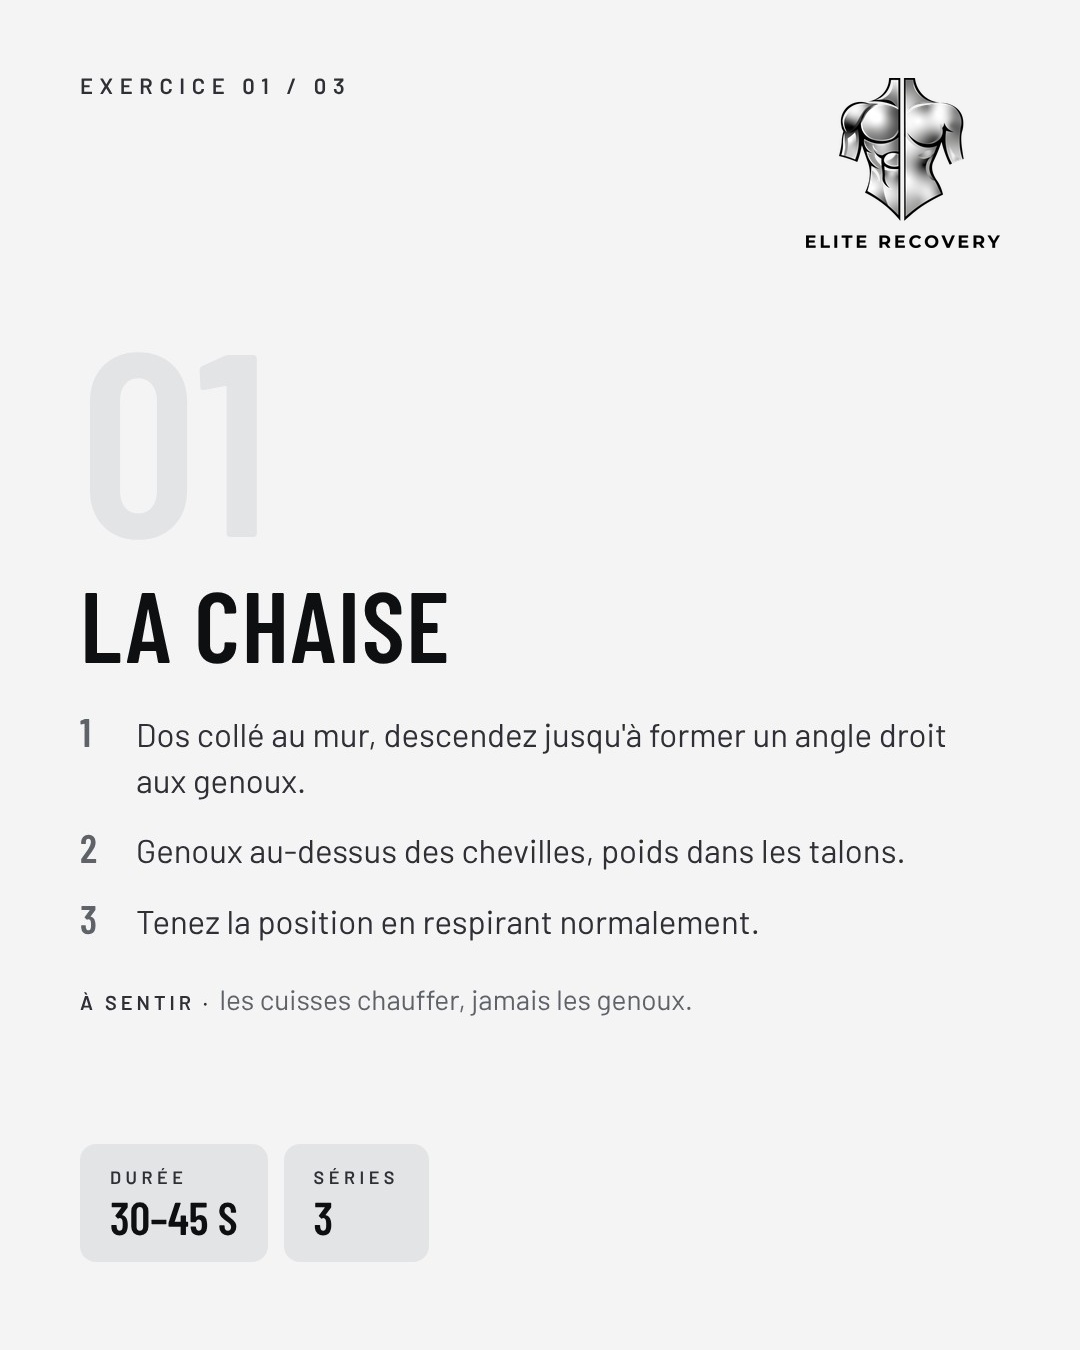 EXERCICE 01 / 03
ELITE RECOVERY
01
LA CHAISE
1 Dos collé au mur, descendez jusqu'à former un angle droit
aux genoux.
2 Genoux au-dessus des chevilles, poids dans les talons.
3 Tenez la position en respirant normalement.
À SENTIR · les cuisses chauffer, jamais les genoux.
DURÉE
30–45 S
SÉRIES
3